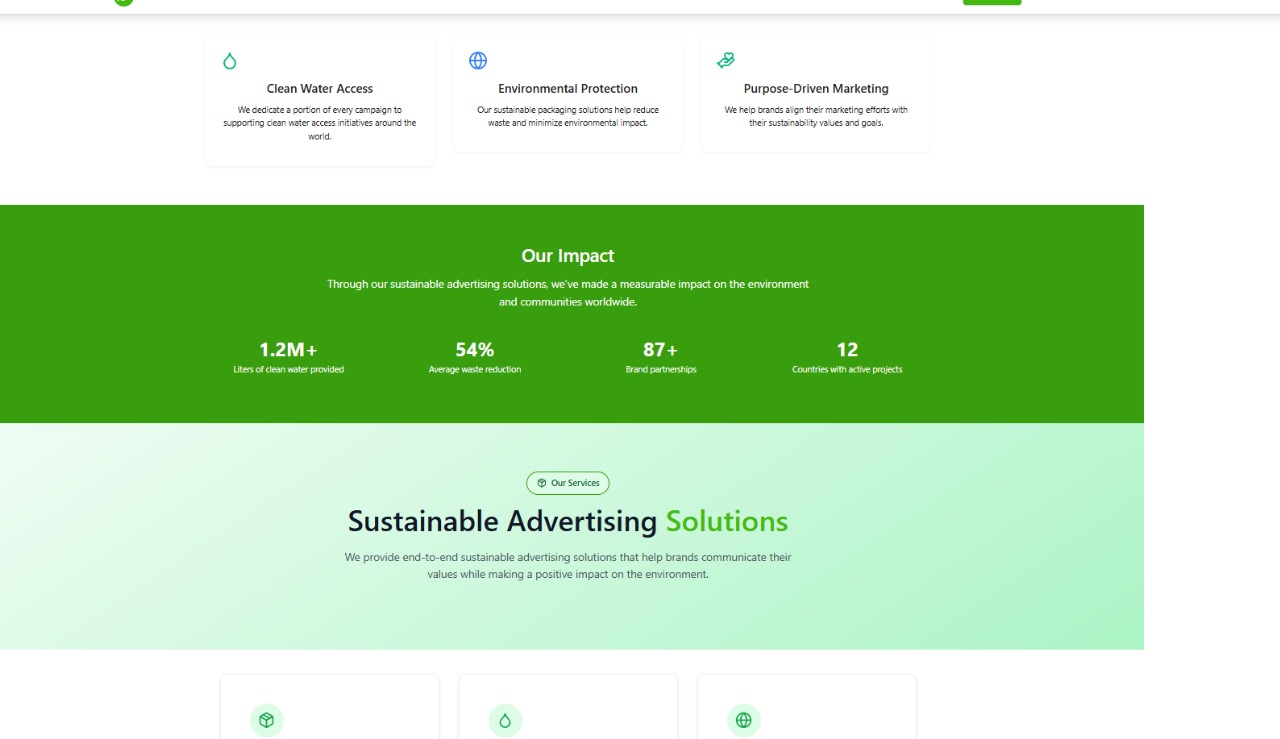 Clean Water Access
We dedicate a portion of every campaign to
supporting clean water access initiatives around the
world.
Environmental Protection
Our sustainable packaging solutions help reduce
waste and minimize environmental impact.
Purpose-Driven Marketing
We help brands align their marketing efforts with
their sustainability values and goals.
Our Impact
Through our sustainable advertising solutions, we've made a measurable impact on the environment
and communities worldwide.
1.2M+
Liters of clean water provided
54%
Average waste reduction
87+
Brand partnerships
12
Countries with active projects
Our Services
Sustainable Advertising Solutions
We provide end-to-end sustainable advertising solutions that help brands communicate their
values while making a positive impact on the environment.